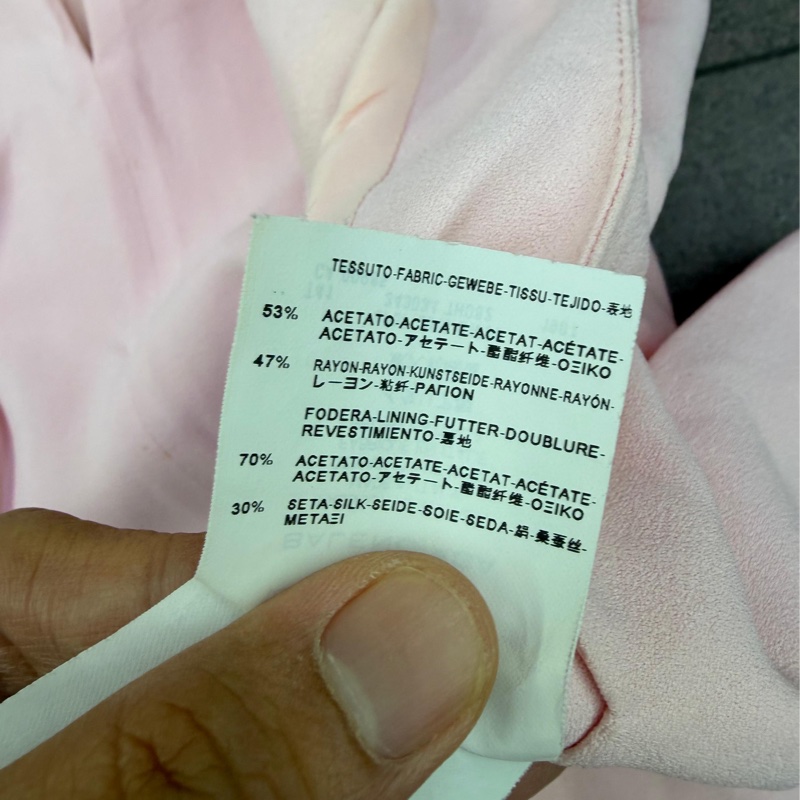 TESSUTO-FABRIC-GEWEBE-TISSU-TEJIDO-表地
53% ACETATO-ACETATE-ACETAT-ACÉTATE-
ACETATO-アセテート-醋酯纤维-ΟΞΙΚΟ
47% RAYON-RAYON-KUNSTSEIDE-RAYONNE-RAYÓN-
レーヨン-粘纤-ΡΑΓΙΟΝ
FODERA-LINING-FUTTER-DOUBLURE-
REVESTIMIENTO-裏地
70% ACETATO-ACETATE-ACETAT-ACÉTATE-
ACETATO-アセテート-醋酯纤维-ΟΞΙΚΟ
30% SETA-SILK-SEIDE-SOIE-SEDA-絹-桑蚕丝-
ΜΕΤΑΞΙ